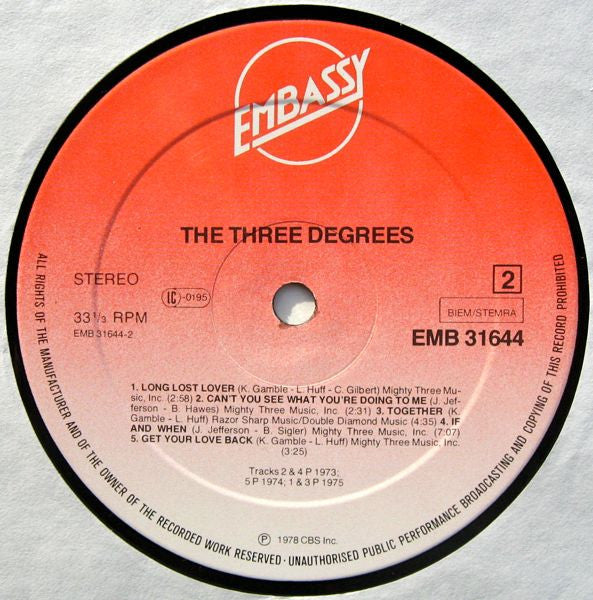 EMBASSY
THE THREE DEGREES
STEREO
2
IC -0195
33 1/3 RPM
BIEM/STEMRA
EMB 31644-2
EMB 31644
1. LONG LOST LOVER (K. Gamble - L. Huff - C. Gilbert) Mighty Three Mu-
sic, Inc. (2:58) 2. CAN'T YOU SEE WHAT YOU'RE DOING TO ME (J. Jef-
ferson - B. Hawes) Mighty Three Music, Inc. (2:31) 3. TOGETHER (K.
Gamble - L. Huff) Razor Sharp Music/Double Diamond Music (4:35) 4. IF
AND WHEN (J. Jefferson - B. Sigler) Mighty Three Music, Inc. (7:07)
5. GET YOUR LOVE BACK (K. Gamble - L. Huff) Mighty Three Music, Inc.
(3:25)
Tracks 2 & 4 P 1973;
5 P 1974; 1 & 3 P 1975
℗ 1978 CBS Inc.
ALL RIGHTS OF THE MANUFACTURER AND OF THE OWNER OF THE RECORDED WORK RESERVED · UNAUTHORISED PUBLIC PERFORMANCE BROADCASTING AND COPYING OF THIS RECORD PROHIBITED